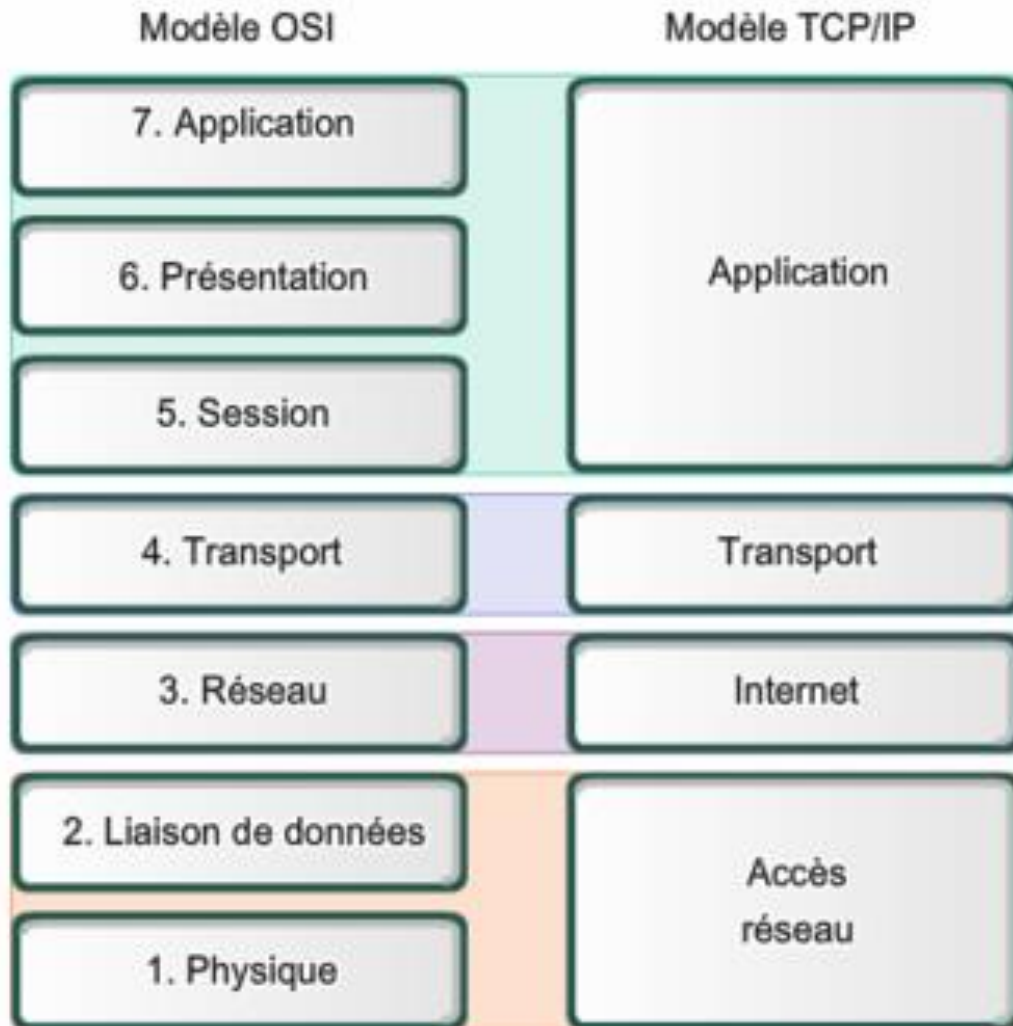 Modèle OSI
Modèle TCP/IP
7. Application
6. Présentation
5. Session
Application
4. Transport
Transport
3. Réseau
Internet
2. Liaison de données
1. Physique
Accès
réseau